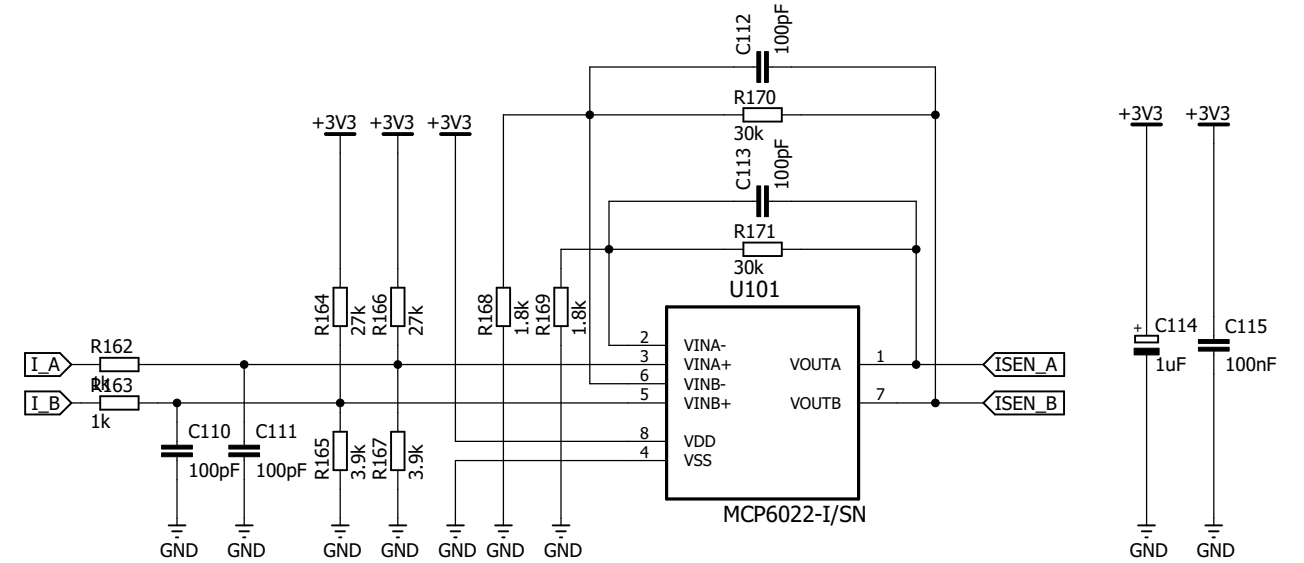 C112
100pF
R170
30k
+3V3 +3V3 +3V3
+3V3 +3V3
C113
100pF
R171
30k
U101
R164
27k
R166
27k
R168
1.8k
R169
1.8k
I_A
R162
1k
I_B
R163
1k
2 VINA-
3 VINA+
6 VINB-
5 VINB+
8 VDD
4 VSS
VOUTA 1
VOUTB 7
ISEN_A
ISEN_B
+ C114
1uF
C115
100nF
C110
100pF
C111
100pF
R165
3.9k
R167
3.9k
MCP6022-I/SN
GND GND GND GND GND GND GND GND GND